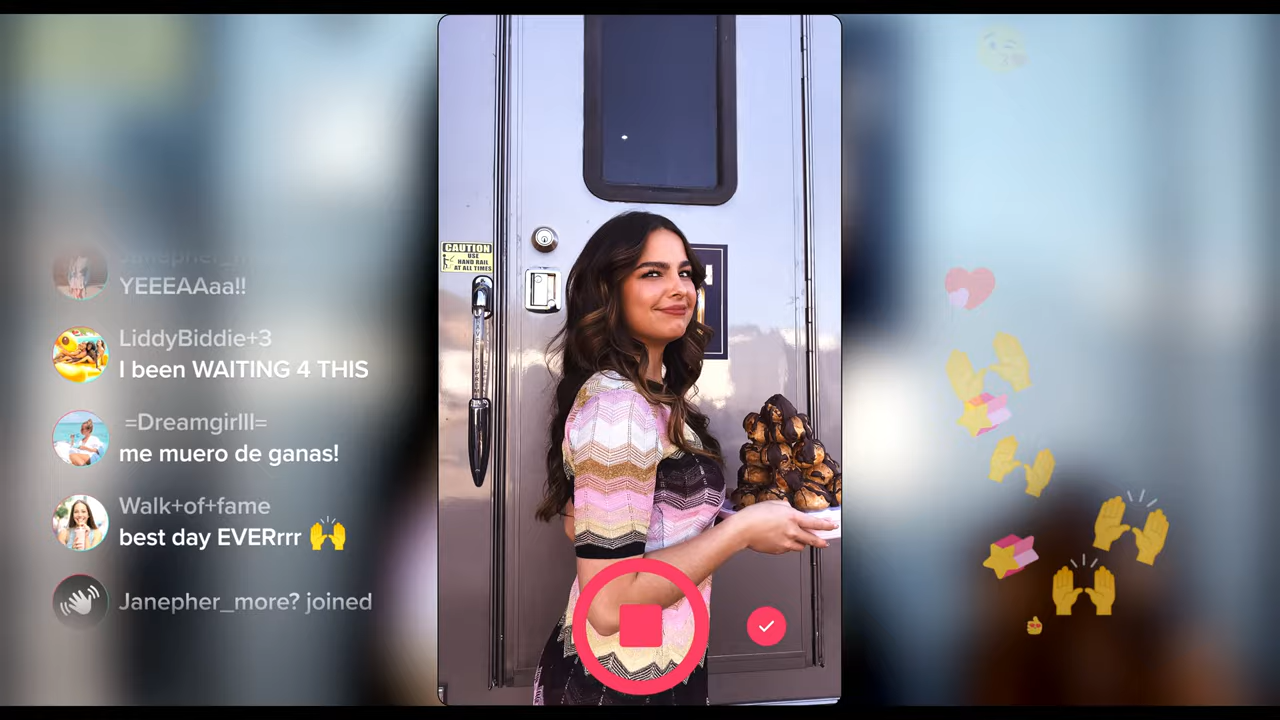 YEEEAAaa!!
LiddyBiddie+3
I been WAITING 4 THIS
=Dreamgirlll=
me muero de ganas!
Walk+of+fame
best day EVERrrr 🙌
Janepher_more? joined
CAUTION
USE
HAND RAIL
AT ALL TIMES